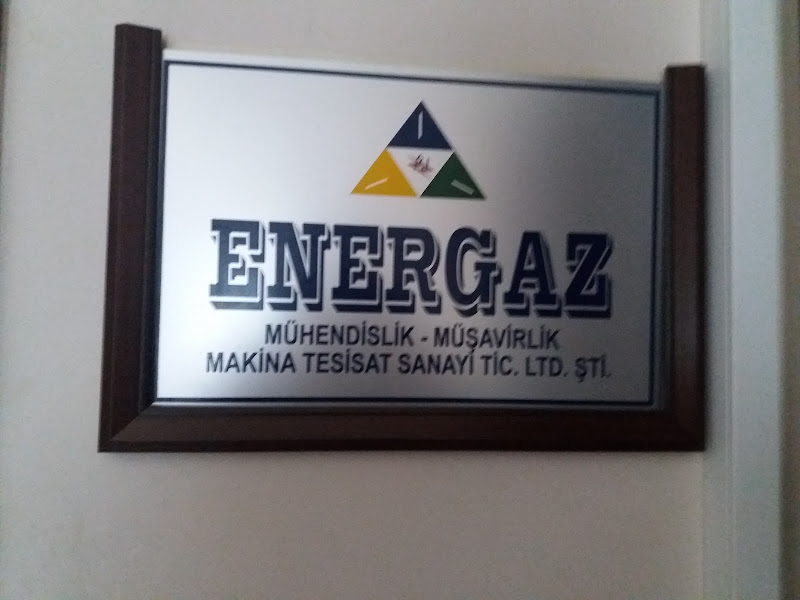 ENERGAZ
MÜHENDİSLİK - MÜŞAVİRLİK
MAKİNA TESİSAT SANAYİ TİC. LTD. ŞTİ.